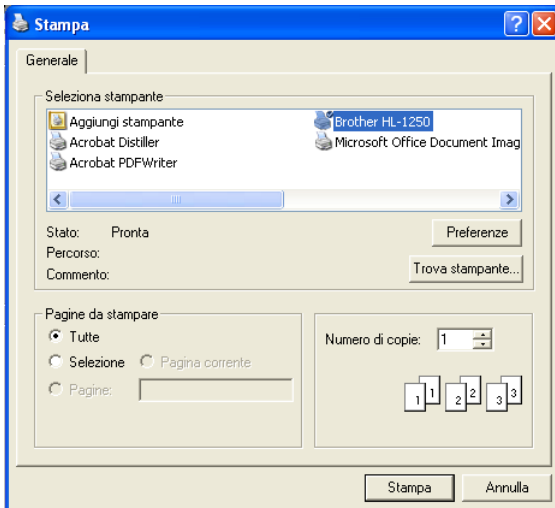 Stampa
Generale
Seleziona stampante
Aggiungi stampante
Brother HL-1250
Acrobat Distiller
Microsoft Office Document Imag
Acrobat PDFWriter
Stato: Pronta
Preferenze
Percorso:
Commento:
Trova stampante...
Pagine da stampare
Tutte
Numero di copie: 1
Selezione Pagina corrente
Pagine:
1 1 2 2 3 3
Stampa Annulla